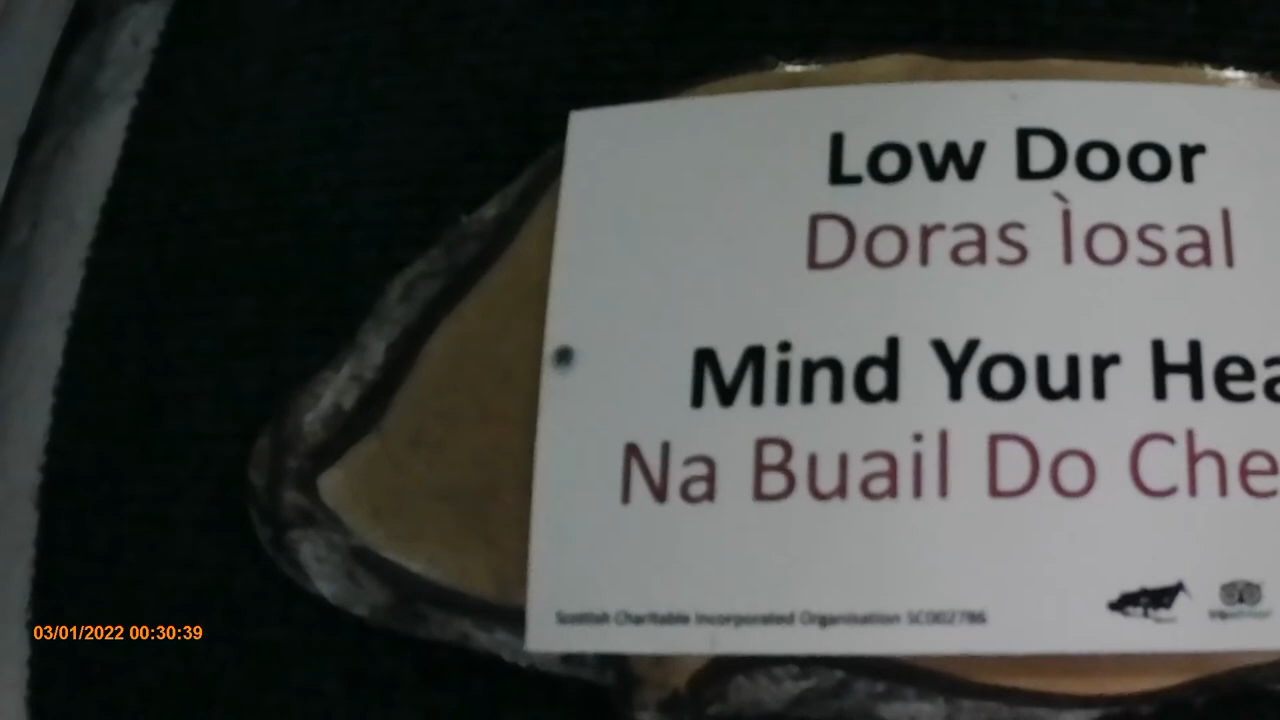 Low Door
Doras Ìosal
Mind Your Hea
Na Buail Do Che
Scottish Charitable Incorporated Organisation SC002786
03/01/2022 00:30:39